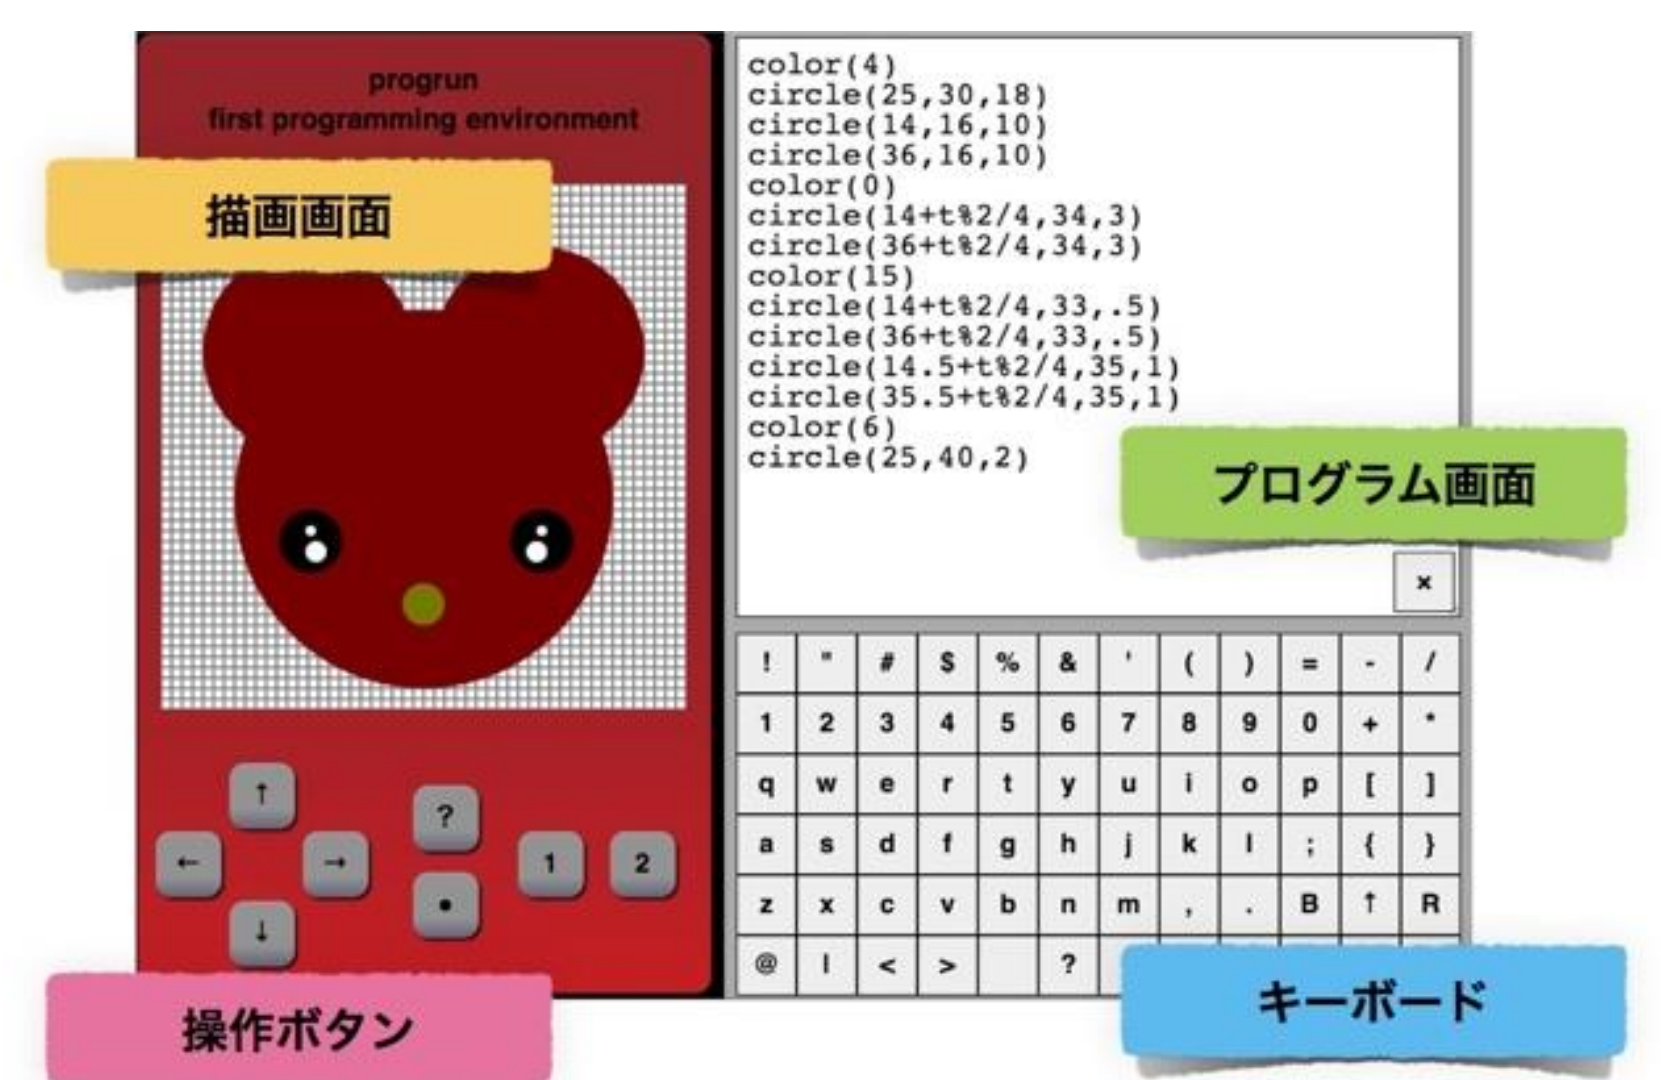 progrun
first programming environment
描画画面
color(4)
circle(25,30,18)
circle(14,16,10)
circle(36,16,10)
color(0)
circle(14+t%2/4,34,3)
circle(36+t%2/4,34,3)
color(15)
circle(14+t%2/4,33,.5)
circle(36+t%2/4,33,.5)
circle(14.5+t%2/4,35,1)
circle(35.5+t%2/4,35,1)
color(6)
circle(25,40,2)
プログラム画面
×
! " # $ % & ' ( ) = - /
1 2 3 4 5 6 7 8 9 0 + *
q w e r t y u i o p [ ]
a s d f g h j k l ; { }
z x c v b n m , . B ↑ R
@ | < > ?
キーボード
↑
?
← → 1 2
●
↓
操作ボタン